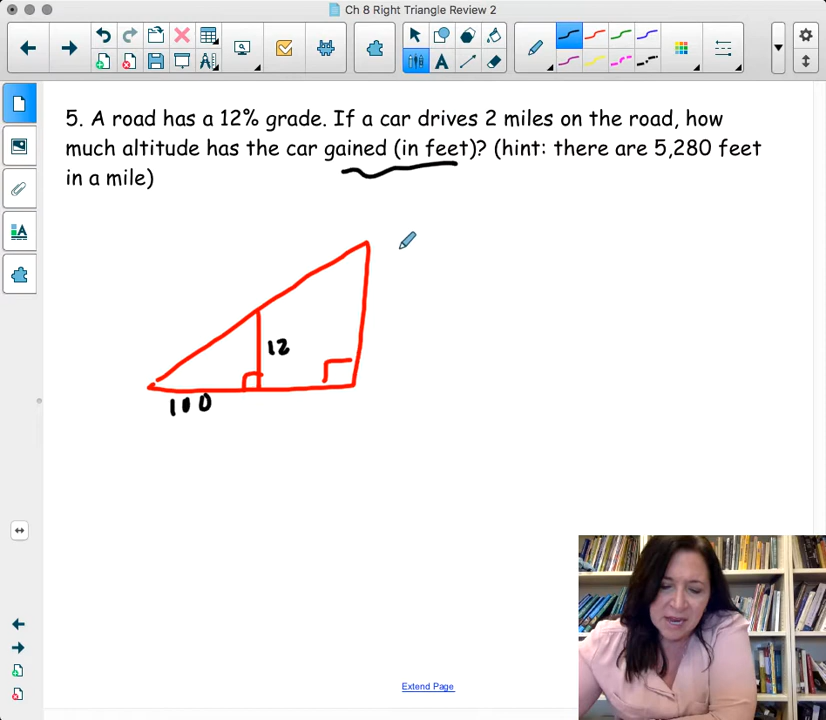 Ch 8 Right Triangle Review 2
5. A road has a 12% grade. If a car drives 2 miles on the road, how
much altitude has the car gained (in feet)? (hint: there are 5,280 feet
in a mile)
12
100
Extend Page